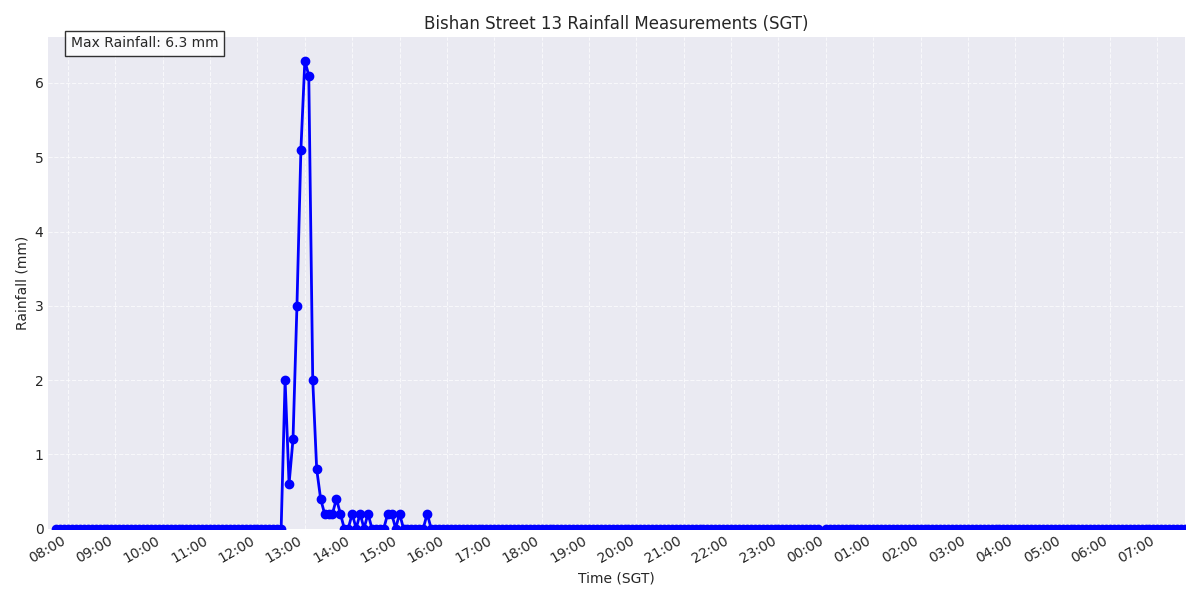 Bishan Street 13 Rainfall Measurements (SGT)
Max Rainfall: 6.3 mm
Rainfall (mm)
6
5
4
3
2
1
0
08:00 09:00 10:00 11:00 12:00 13:00 14:00 15:00 16:00 17:00 18:00 19:00 20:00 21:00 22:00 23:00 00:00 01:00 02:00 03:00 04:00 05:00 06:00 07:00
Time (SGT)